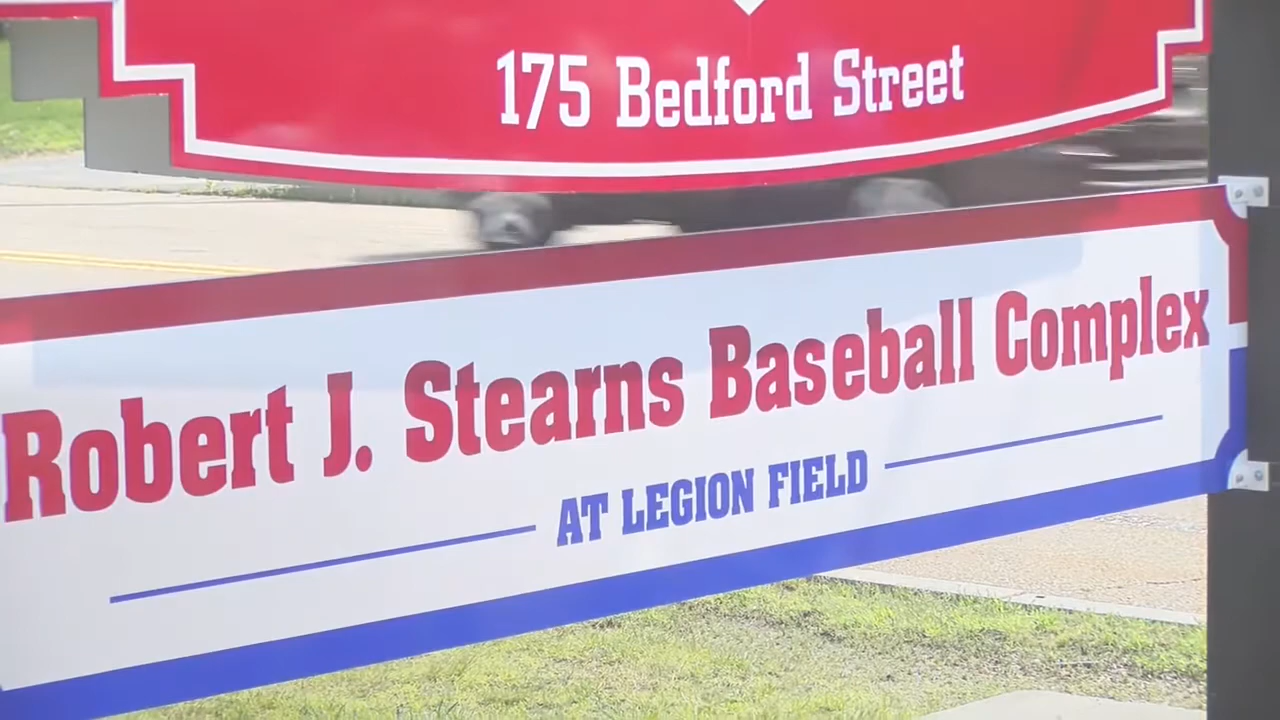 175 Bedford Street
Robert J. Stearns Baseball Complex
AT LEGION FIELD